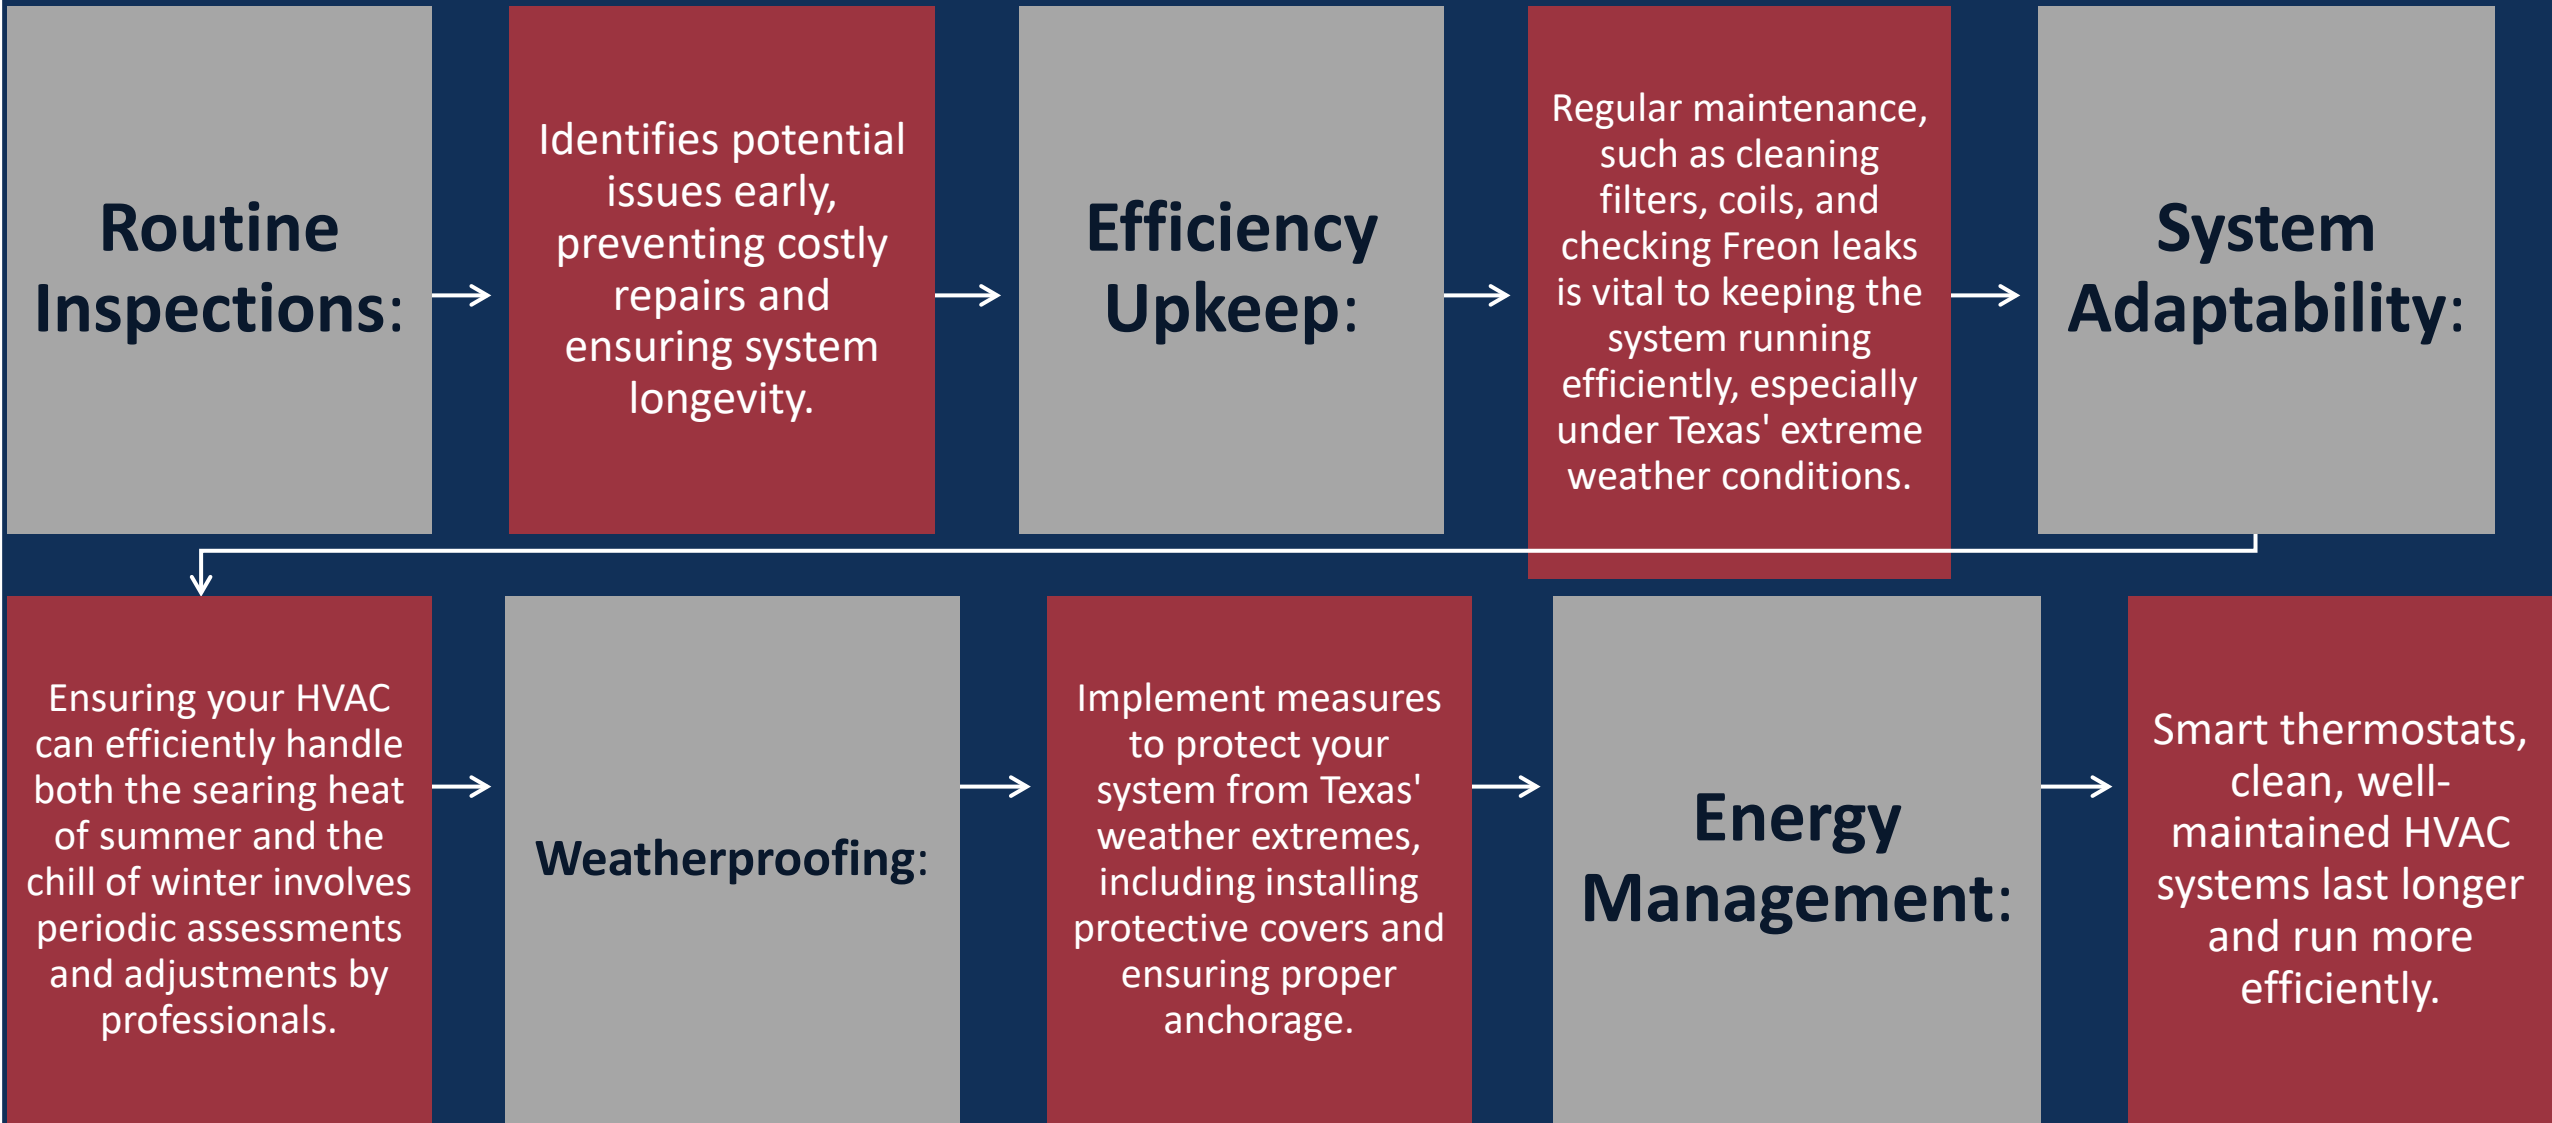 Routine
Inspections:
Identifies potential
issues early,
preventing costly
repairs and
ensuring system
longevity.
Efficiency
Upkeep:
Regular maintenance,
such as cleaning
filters, coils, and
checking Freon leaks
is vital to keeping the
system running
efficiently, especially
under Texas' extreme
weather conditions.
System
Adaptability:
Ensuring your HVAC
can efficiently handle
both the searing heat
of summer and the
chill of winter involves
periodic assessments
and adjustments by
professionals.
Weatherproofing:
Implement measures
to protect your
system from Texas'
weather extremes,
including installing
protective covers and
ensuring proper
anchorage.
Energy
Management:
Smart thermostats,
clean, well-
maintained HVAC
systems last longer
and run more
efficiently.